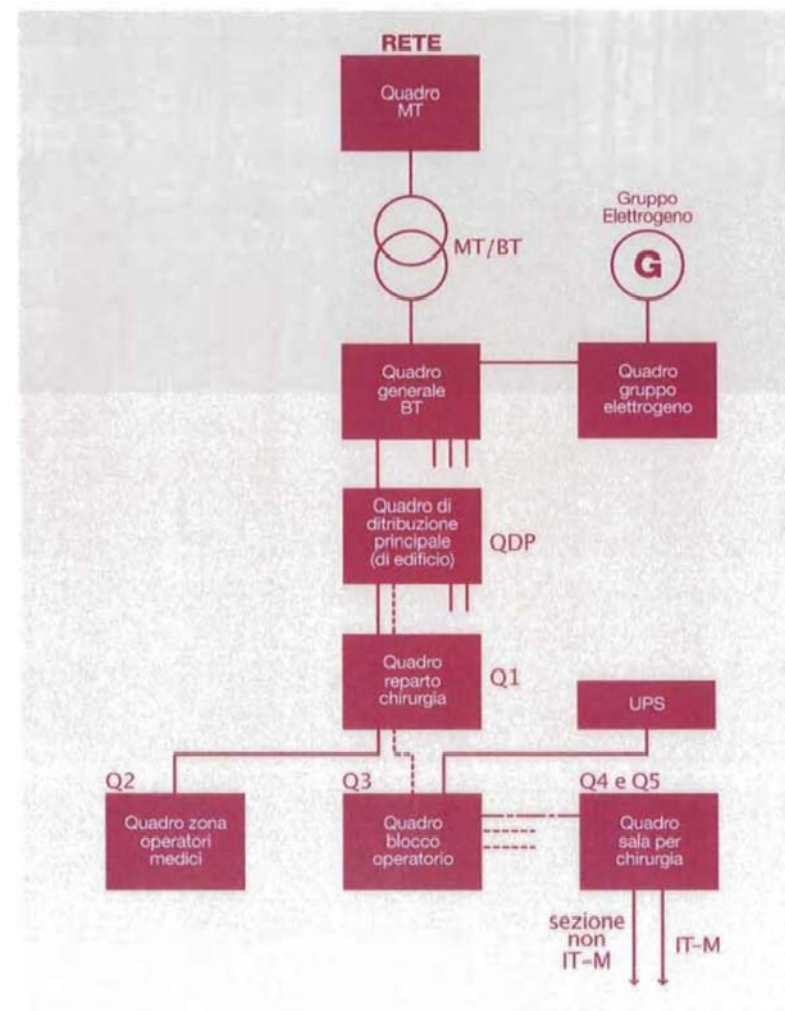 RETE
Quadro
MT
MT/BT
Gruppo
Elettrogeno
G
Quadro
generale
BT
Quadro
gruppo
elettrogeno
Quadro di
ditribuzione
principale
(di edificio)
QDP
Quadro
reparto
chirurgia
Q1
UPS
Q2
Quadro zona
operatori
medici
Q3
Quadro
blocco
operatorio
Q4 e Q5
Quadro
sala per
chirurgia
sezione
non
IT=M
IT-M